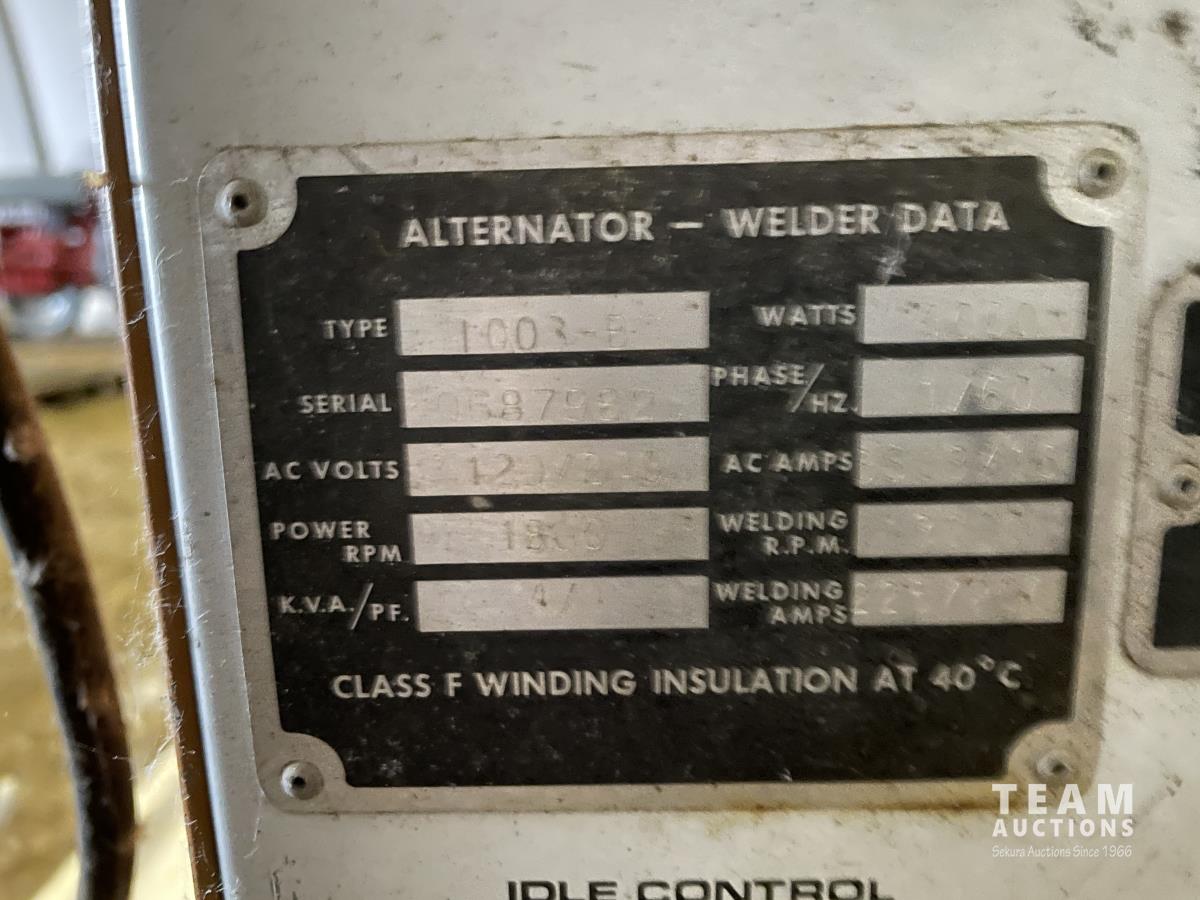 ALTERNATOR — WELDER DATA
TYPE 1003-B
WATTS
SERIAL
PHASE/HZ. 1/60
AC VOLTS
AC AMPS
POWER RPM 1800
WELDING R.P.M.
K.V.A./PF.
WELDING AMPS
CLASS F WINDING INSULATION AT 40°C
TEAM
AUCTIONS
Sekura Auctions Since 1966
IDLE CONTROL